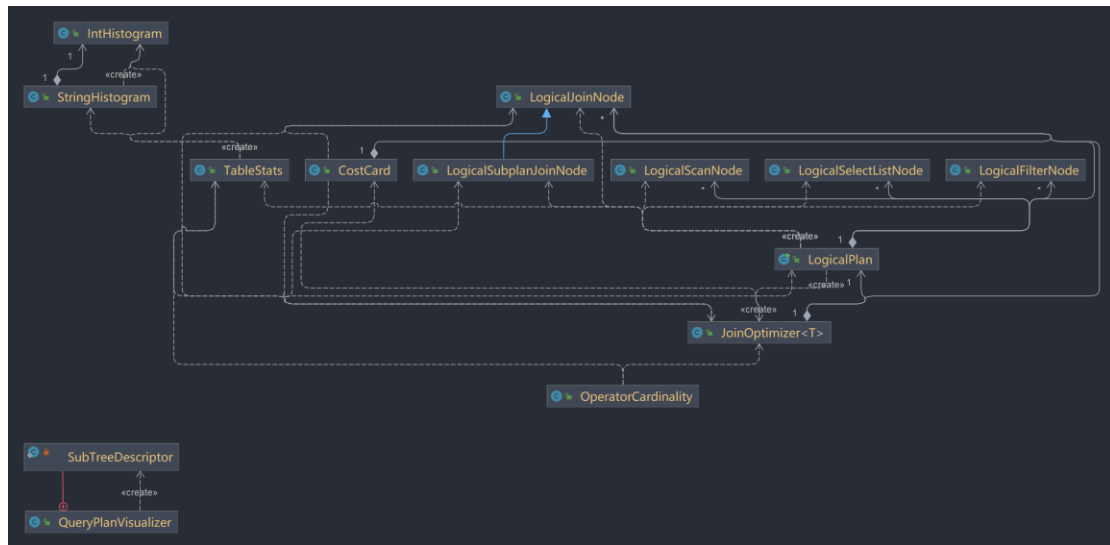 IntHistogram
1
1
«create»
StringHistogram
LogicalJoinNode
*
«create»
1
TableStats
CostCard
LogicalSubplanJoinNode
LogicalScanNode
LogicalSelectListNode
LogicalFilterNode
*
*
*
«create»
1
LogicalPlan
«create»
1
«create»
1
JoinOptimizer<T>
OperatorCardinality
SubTreeDescriptor
«create»
QueryPlanVisualizer